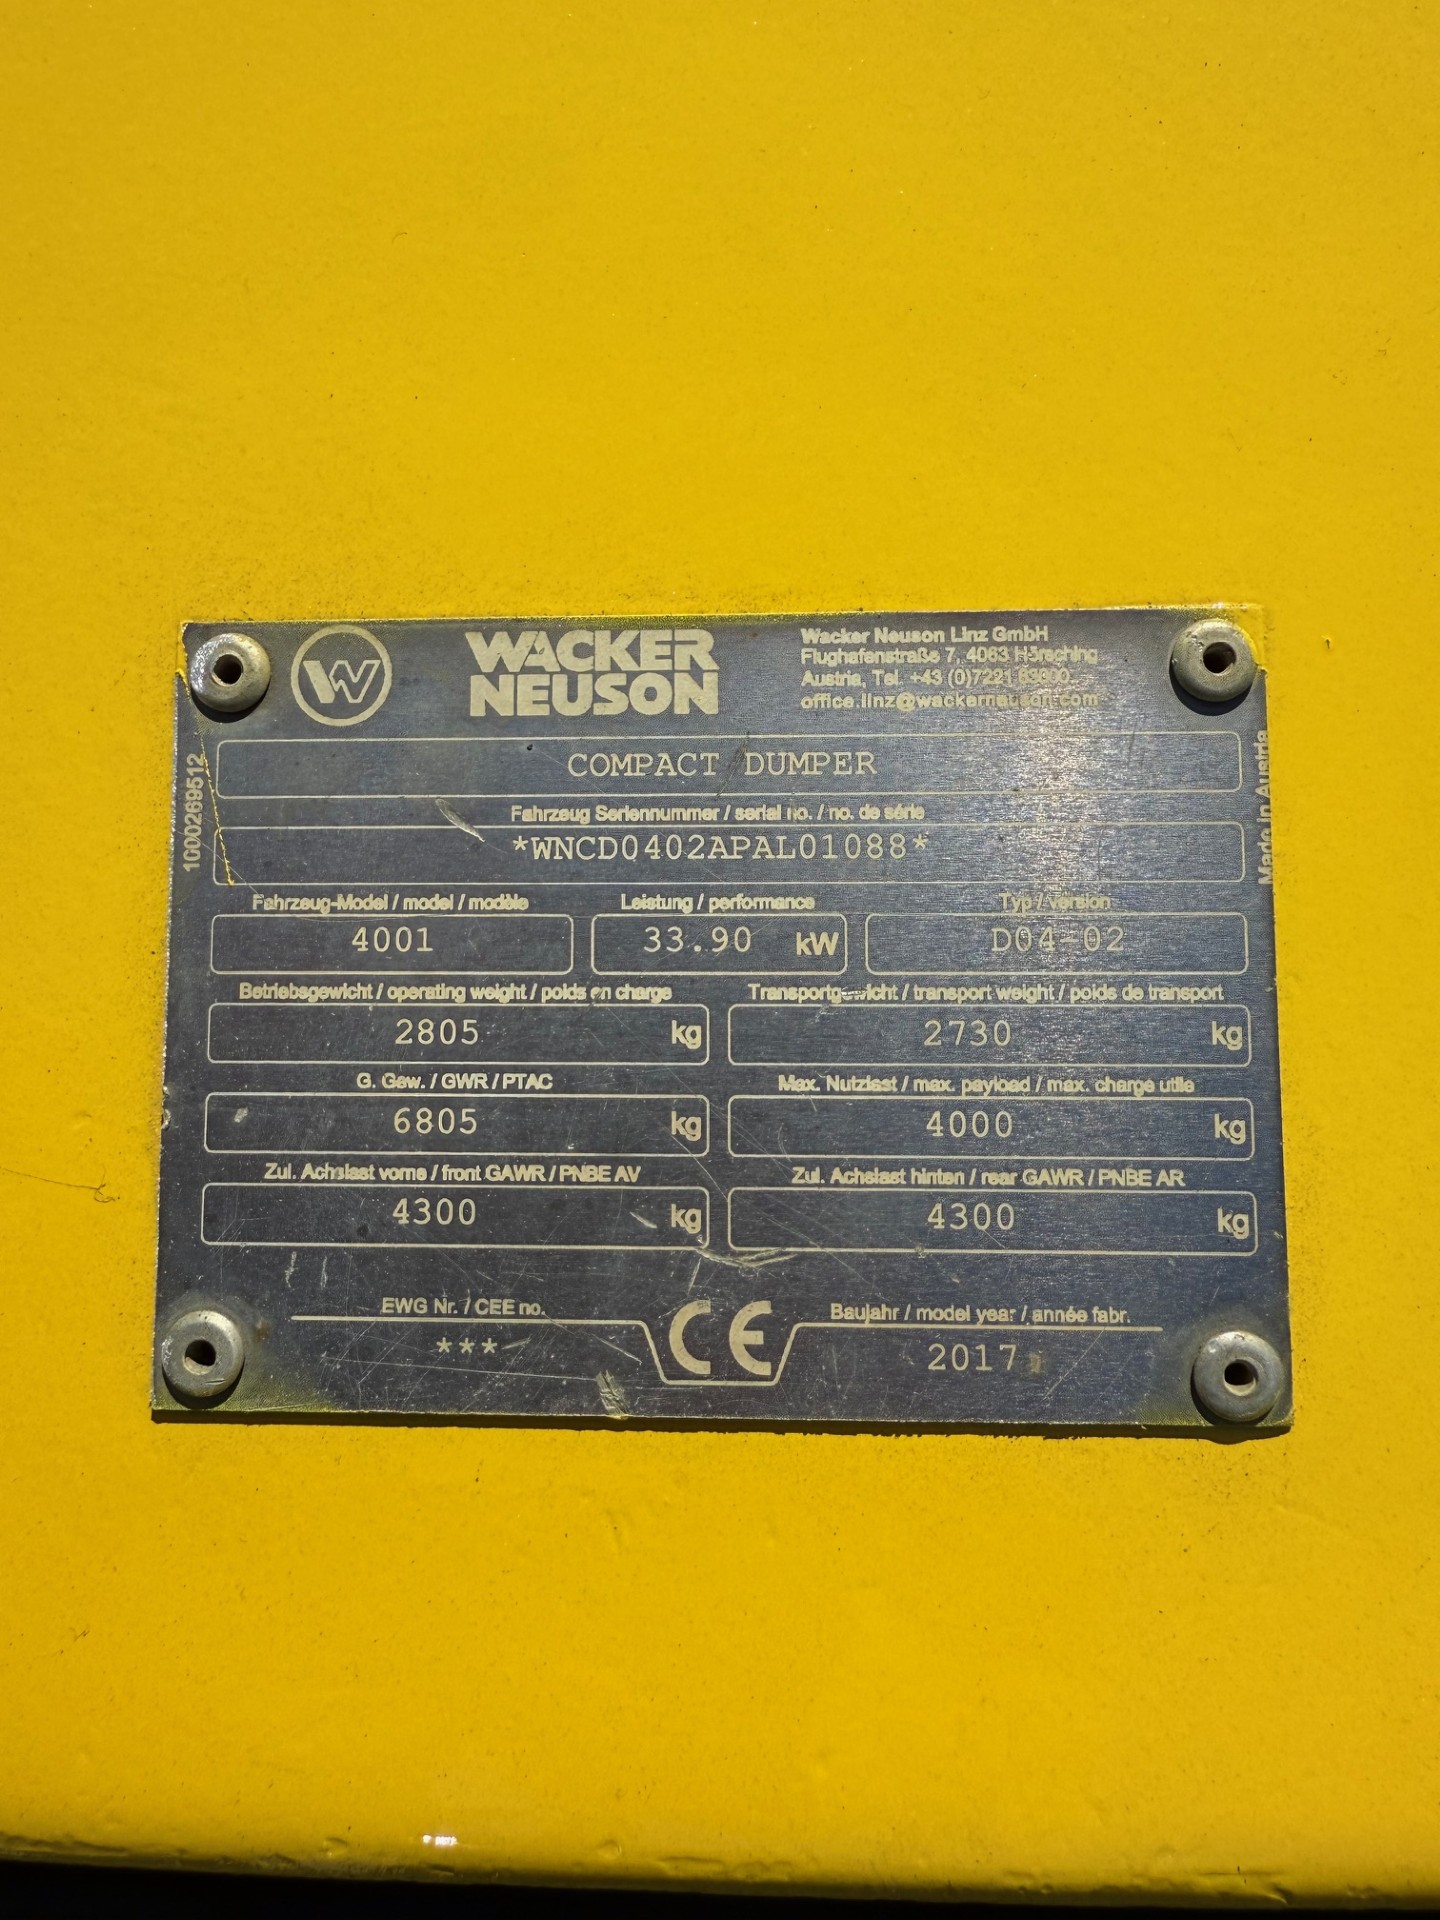 WACKER
NEUSON
Wacker Neuson Linz GmbH
Flughafenstraße 7, 4063 Hörsching
Austria, Tel. +43 (0)7221 63000
office.linz@wackerneuson.com
COMPACT DUMPER
Fahrzeug Seriennummer / serial no. / no. de série
*WNCD0402APAL01088*
1000269512
Made in Austria
Fahrzeug-Model / model / modèle
4001
Leistung / performance
33.90 kW
Typ / version
D04-02
Betriebsgewicht / operating weight / poids en charge
2805 kg
Transportgewicht / transport weight / poids de transport
2730 kg
G. Gew. / GWR / PTAC
6805 kg
Max. Nutzlast / max. payload / max. charge utile
4000 kg
Zul. Achslast vorne / front GAWR / PNBE AV
4300 kg
Zul. Achslast hinten / rear GAWR / PNBE AR
4300 kg
EWG Nr. / CEE no.
***
CE
Baujahr / model year / année fabr.
2017